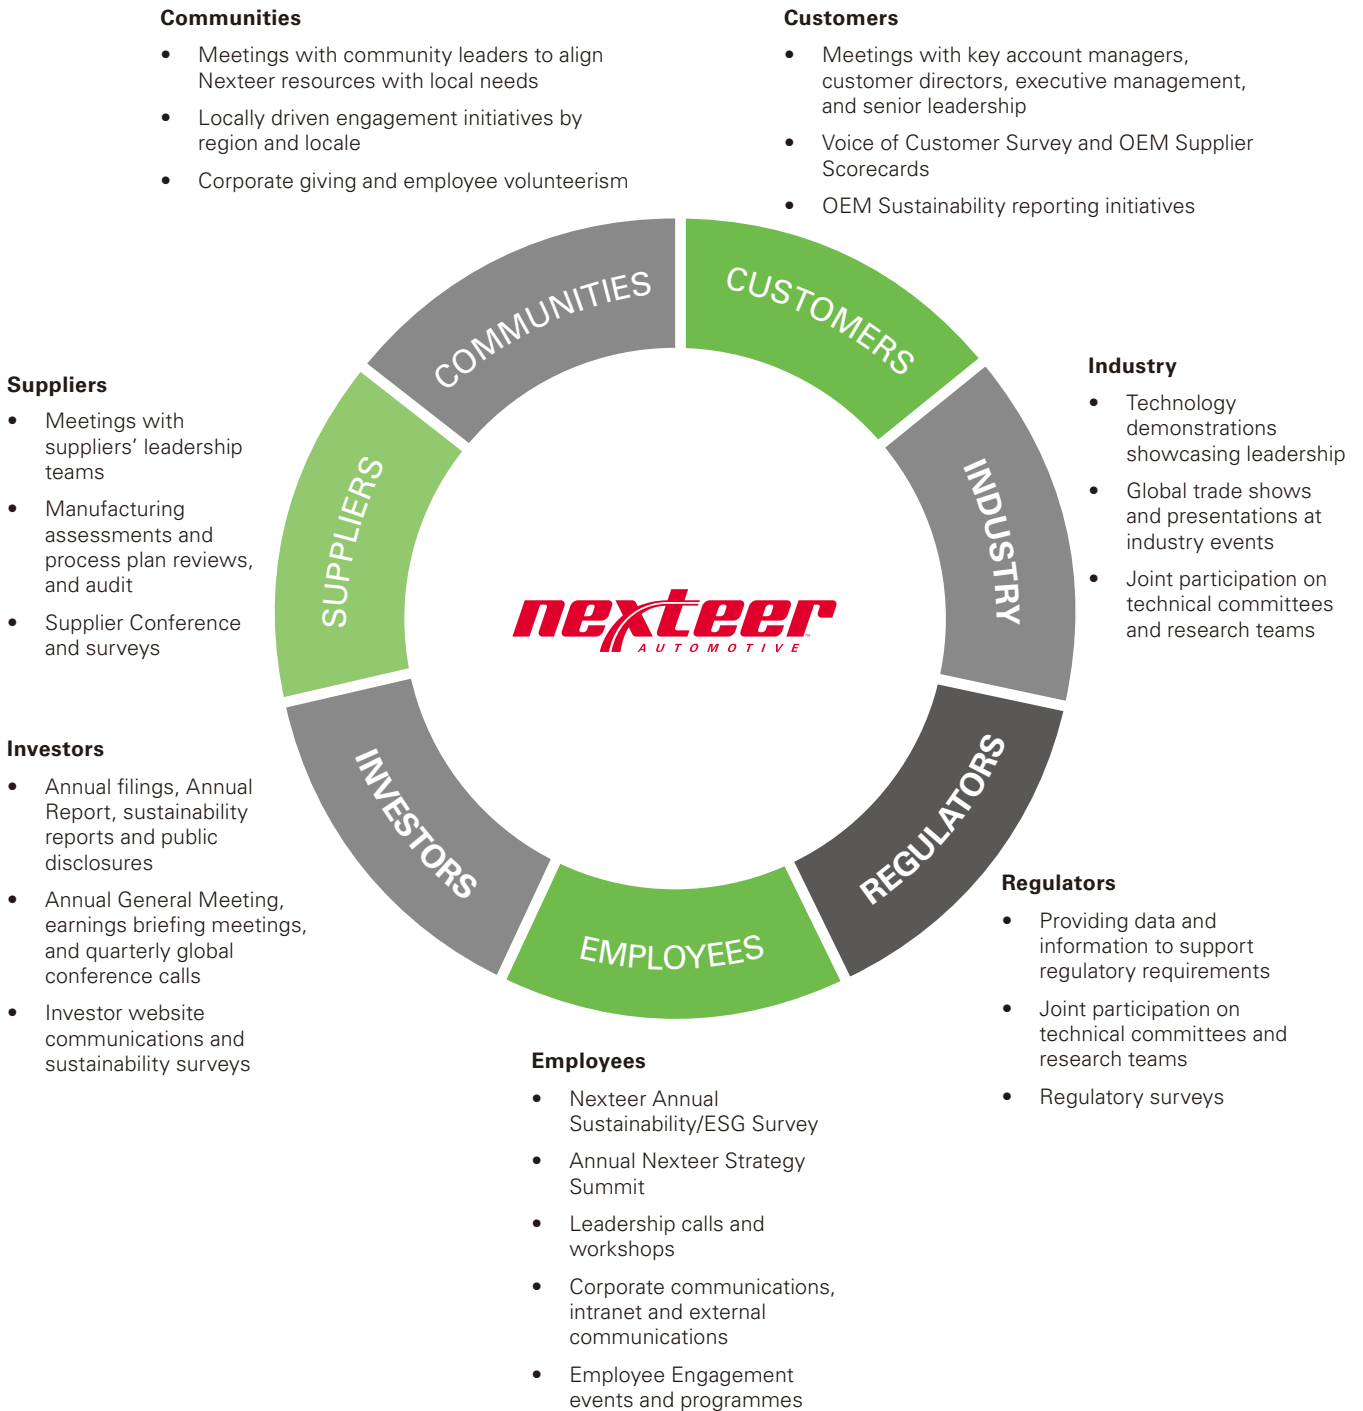 Communities
• Meetings with community leaders to align
Nexteer resources with local needs
• Locally driven engagement initiatives by
region and locale
• Corporate giving and employee volunteerism
Customers
• Meetings with key account managers,
customer directors, executive management,
and senior leadership
• Voice of Customer Survey and OEM Supplier
Scorecards
• OEM Sustainability reporting initiatives
COMMUNITIES
CUSTOMERS
Suppliers
• Meetings with
suppliers’ leadership
teams
• Manufacturing
assessments and
process plan reviews,
and audit
• Supplier Conference
and surveys
SUPPLIERS
INDUSTRY
Industry
• Technology
demonstrations
showcasing leadership
• Global trade shows
and presentations at
industry events
• Joint participation on
technical committees
and research teams
nexteer
AUTOMOTIVE
Investors
• Annual filings, Annual
Report, sustainability
reports and public
disclosures
• Annual General Meeting,
earnings briefing meetings,
and quarterly global
conference calls
• Investor website
communications and
sustainability surveys
INVESTORS
REGULATORS
EMPLOYEES
Regulators
• Providing data and
information to support
regulatory requirements
• Joint participation on
technical committees and
research teams
• Regulatory surveys
Employees
• Nexteer Annual
Sustainability/ESG Survey
• Annual Nexteer Strategy
Summit
• Leadership calls and
workshops
• Corporate communications,
intranet and external
communications
• Employee Engagement
events and programmes